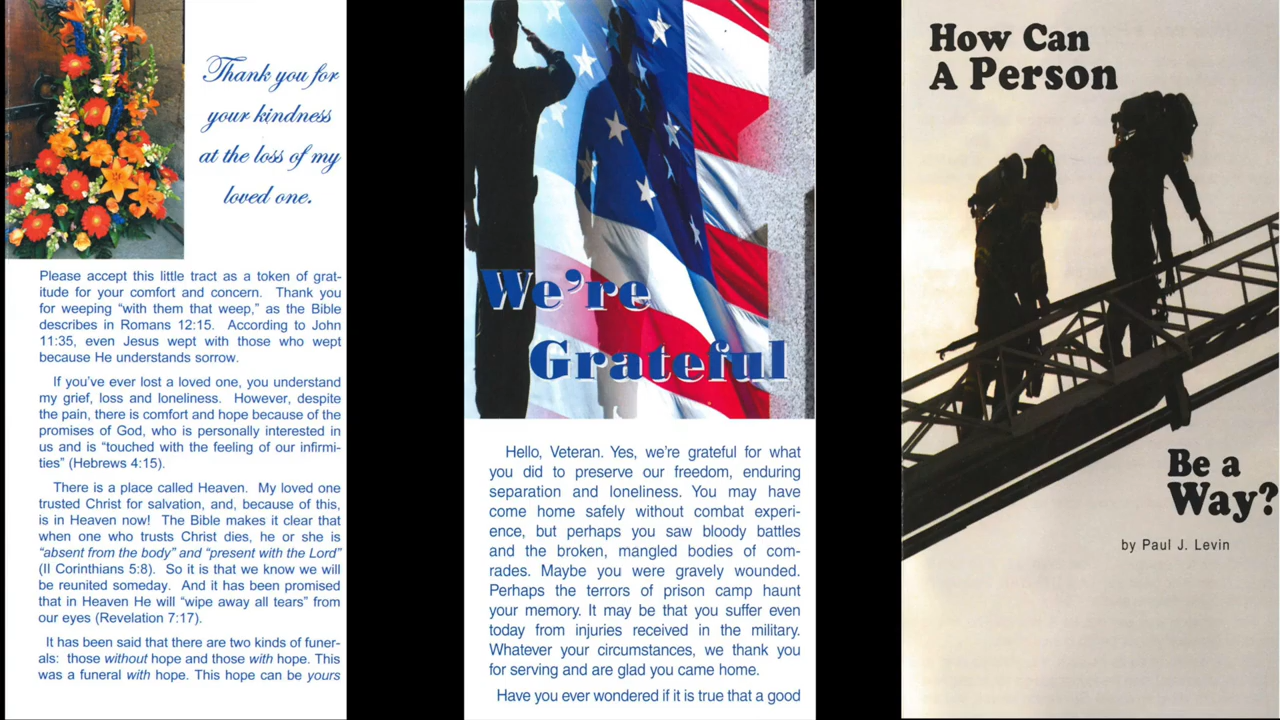 Thank you for
your kindness
at the loss of my
loved one.
Please accept this little tract as a token of grat-
itude for your comfort and concern. Thank you
for weeping “with them that weep,” as the Bible
describes in Romans 12:15. According to John
11:35, even Jesus wept with those who wept
because He understands sorrow.
If you’ve ever lost a loved one, you understand
my grief, loss and loneliness. However, despite
the pain, there is comfort and hope because of the
promises of God, who is personally interested in
us and is “touched with the feeling of our infirmi-
ties” (Hebrews 4:15).
There is a place called Heaven. My loved one
trusted Christ for salvation, and, because of this,
is in Heaven now! The Bible makes it clear that
when one who trusts Christ dies, he or she is
“absent from the body” and “present with the Lord”
(II Corinthians 5:8). So it is that we know we will
be reunited someday. And it has been promised
that in Heaven He will “wipe away all tears” from
our eyes (Revelation 7:17).
It has been said that there are two kinds of funer-
als: those without hope and those with hope. This
was a funeral with hope. This hope can be yours
We’re
Grateful
Hello, Veteran. Yes, we’re grateful for what
you did to preserve our freedom, enduring
separation and loneliness. You may have
come home safely without combat experi-
ence, but perhaps you saw bloody battles
and the broken, mangled bodies of com-
rades. Maybe you were gravely wounded.
Perhaps the terrors of prison camp haunt
your memory. It may be that you suffer even
today from injuries received in the military.
Whatever your circumstances, we thank you
for serving and are glad you came home.
Have you ever wondered if it is true that a good
How Can
A Person
Be a
Way?
by Paul J. Levin